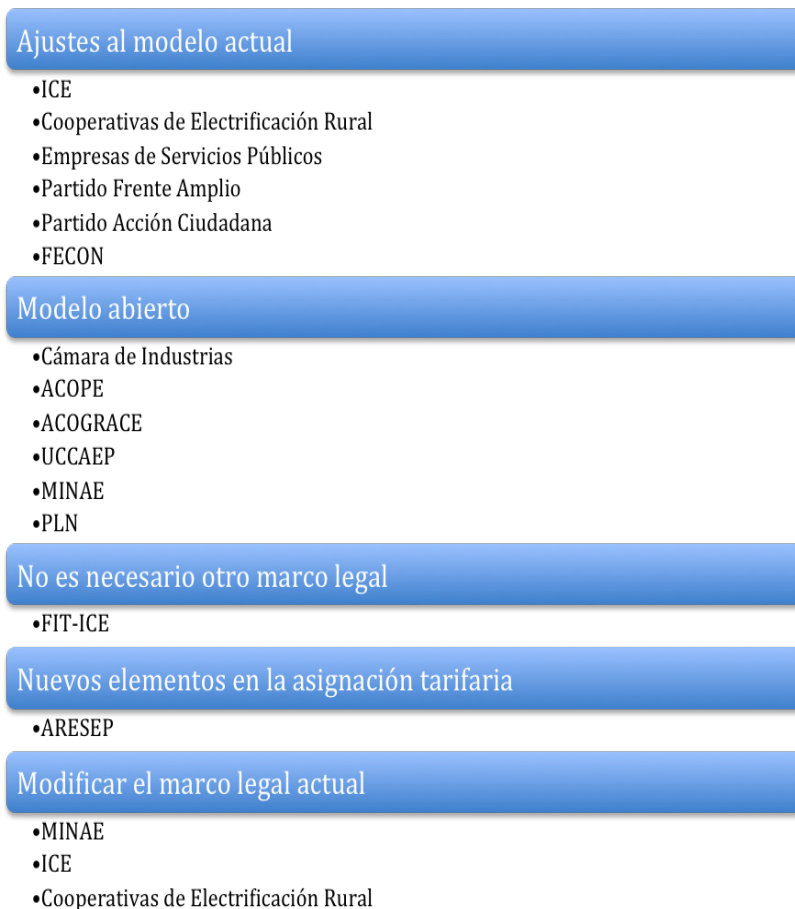 Ajustes al modelo actual
•ICE
•Cooperativas de Electrificación Rural
•Empresas de Servicios Públicos
•Partido Frente Amplio
•Partido Acción Ciudadana
•FECON
Modelo abierto
•Cámara de Industrias
•ACOPE
•ACOGRACE
•UCCAEP
•MINAE
•PLN
No es necesario otro marco legal
•FIT-ICE
Nuevos elementos en la asignación tarifaria
•ARESEP
Modificar el marco legal actual
•MINAE
•ICE
•Cooperativas de Electrificación Rural